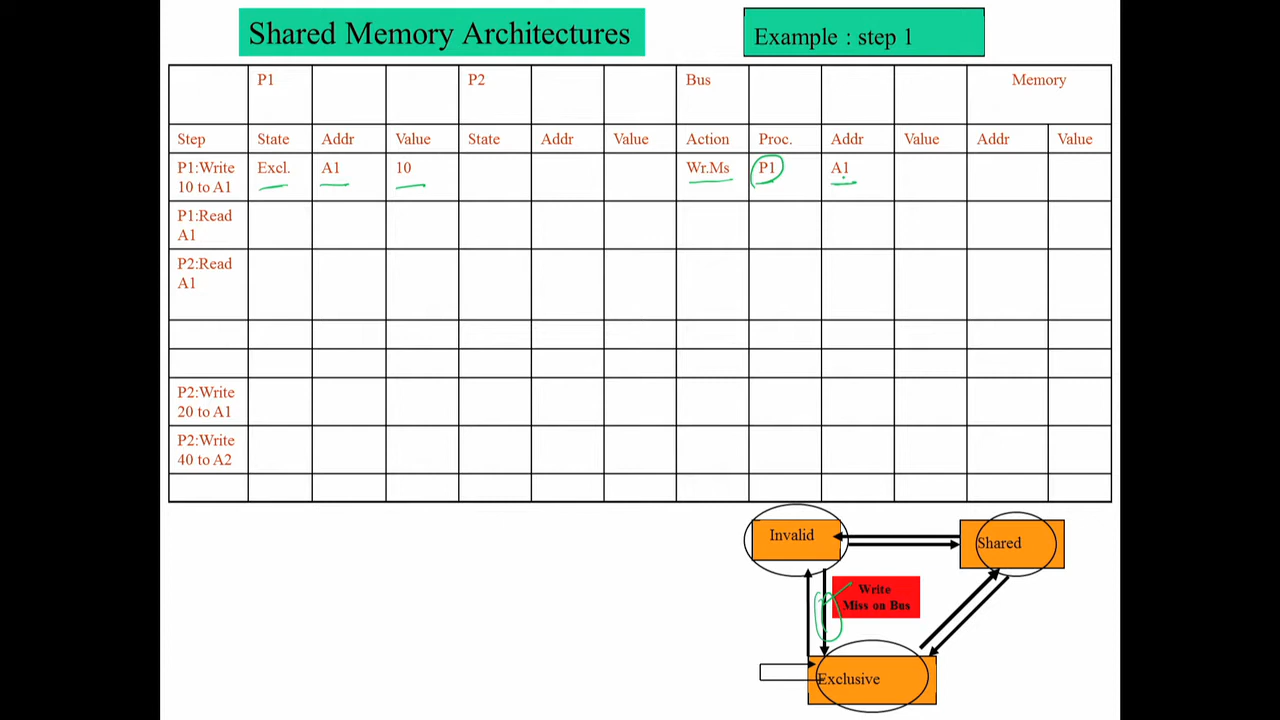 Shared Memory Architectures
Example : step 1
P1 P2 Bus Memory
Step State Addr Value State Addr Value Action Proc. Addr Value Addr Value
P1:Write Excl. A1 10 Wr.Ms P1 A1
10 to A1
P1:Read
A1
P2:Read
A1
P2:Write
20 to A1
P2:Write
40 to A2
Invalid
Shared
Write
Miss on Bus
Exclusive